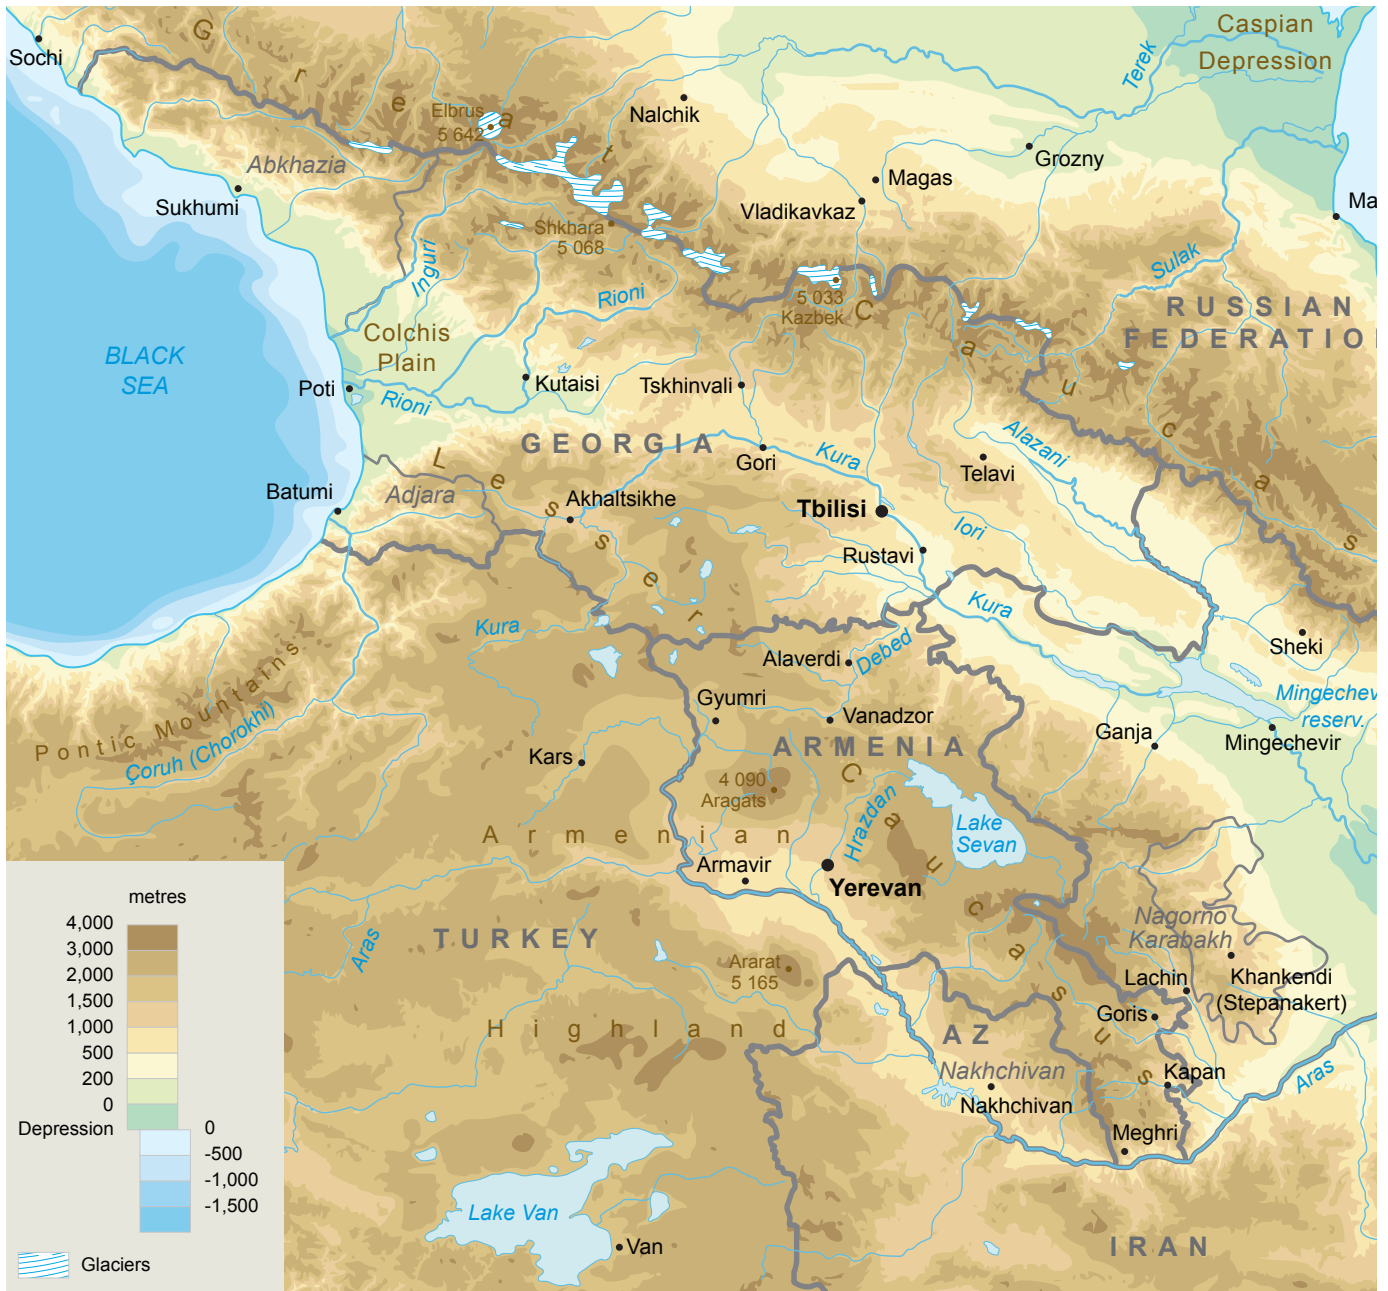 Sochi
Great
Caspian
Depression
Terek
Elbrus
5 642
Nalchik
Grozny
Abkhazia
Magas
Sukhumi
Vladikavkaz
Ma
Shkhara
5 068
Inguri
Rioni
Sulak
5 033
Kazbek
Caucas
RUSSIAN
FEDERATION
Colchis
Plain
BLACK
SEA
Poti
Rioni
Kutaisi
Tskhinvali
GEORGIA
Gori
Kura
Telavi
Alazani
Lesser
Adjara
Batumi
Akhaltsikhe
Tbilisi
Iori
Rustavi
Kura
Kura
Debed
Alaverdi
Sheki
Pontic Mountains
Çoruh (Chorokhi)
Gyumri
Vanadzor
Mingechev
reserv.
Ganja
Mingechevir
Kars
ARMENIA
4 090
Aragats
Caucasus
Hrazdan
Lake
Sevan
Armenian
Armavir
Yerevan
Nagorno
Karabakh
TURKEY
Aras
Ararat
5 165
Lachin
Khankendi
(Stepanakert)
Goris
Highland
AZ
Nakhchivan
Nakhchivan
Kapan
Aras
Meghri
Lake Van
Van
IRAN
metres
4,000
3,000
2,000
1,500
1,000
500
200
0
Depression
0
-500
-1,000
-1,500
Glaciers